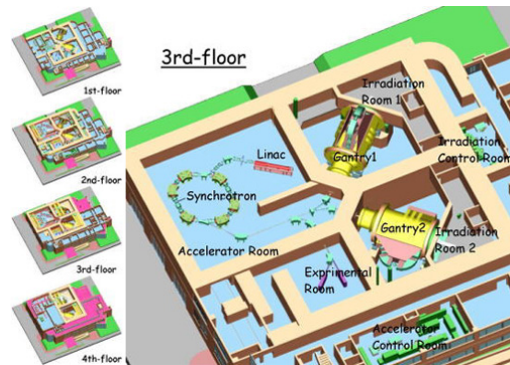 3rd-floor
1st-floor
2nd-floor
3rd-floor
4th-floor
Irradiation
Room 1
Linac
Gantry1
Irradiation
Control Room
Synchrotron
Gantry2
Accelerator Room
Irradiation
Room 2
Exprimental
Room
Accelerator
Control Room